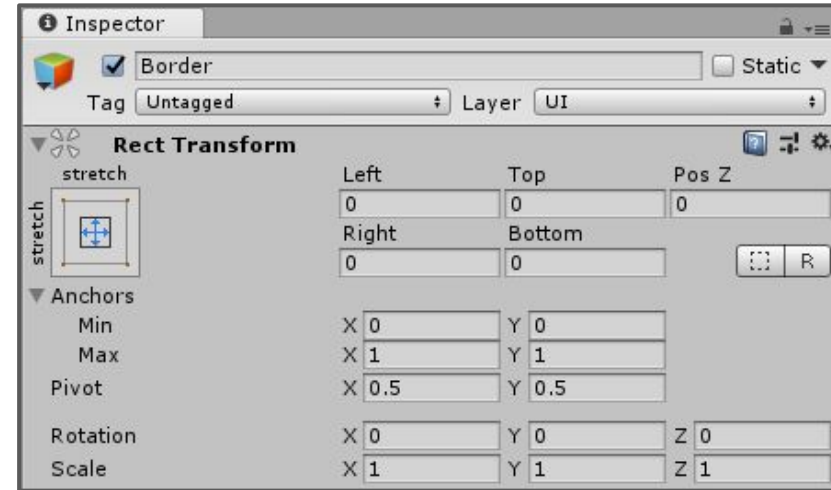 Inspector
Border Static
Tag Untagged Layer UI
Rect Transform
stretch Left Top Pos Z
stretch
0 0 0
Right Bottom
0 0 R
Anchors
Min X 0 Y 0
Max X 1 Y 1
Pivot X 0.5 Y 0.5
Rotation X 0 Y 0 Z 0
Scale X 1 Y 1 Z 1